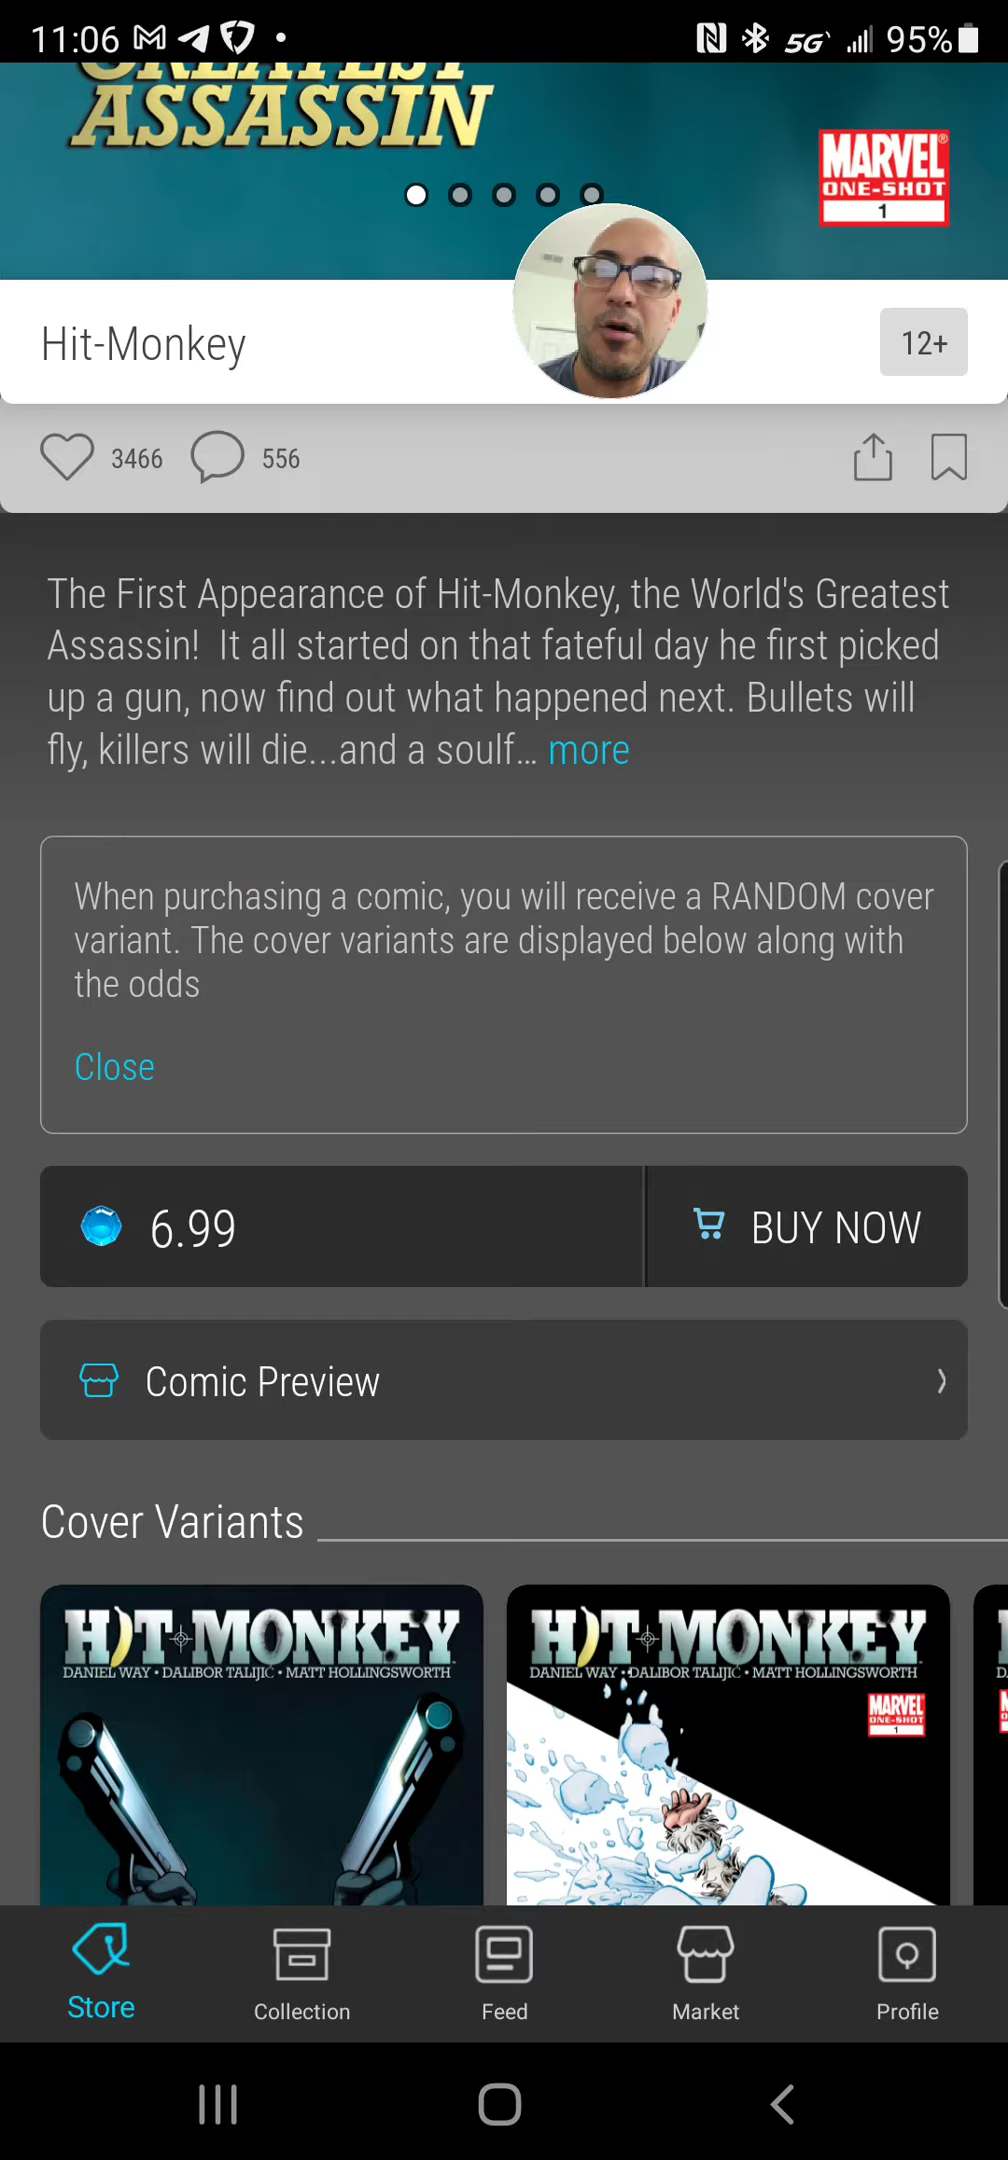 11:06 5G 95%
GREATEST
ASSASSIN
MARVEL
ONE-SHOT
1
Hit-Monkey
12+
3466 556
The First Appearance of Hit-Monkey, the World's Greatest
Assassin!  It all started on that fateful day he first picked
up a gun, now find out what happened next. Bullets will
fly, killers will die...and a soulf... more
When purchasing a comic, you will receive a RANDOM cover
variant. The cover variants are displayed below along with
the odds
Close
6.99 BUY NOW
Comic Preview
Cover Variants
HIT-MONKEY
DANIEL WAY • DALIBOR TALIJIC • MATT HOLLINGSWORTH
HIT-MONKEY
DANIEL WAY • DALIBOR TALIJIC • MATT HOLLINGSWORTH
MARVEL
ONE-SHOT
1
Store Collection Feed Market Profile